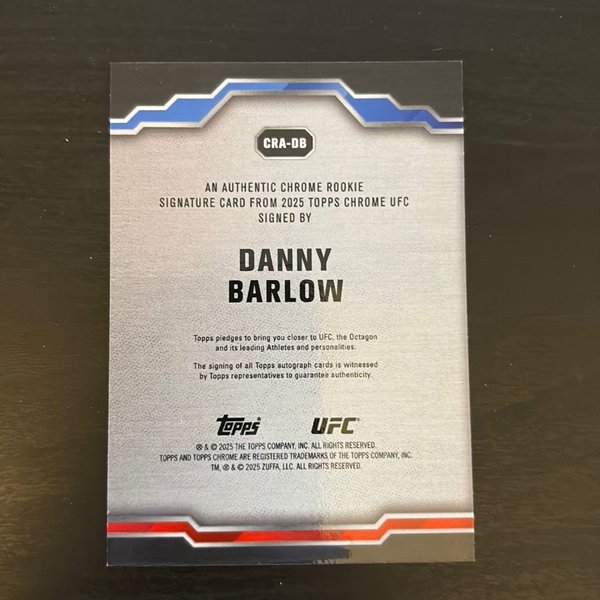 CRA-DB
AN AUTHENTIC CHROME ROOKIE
SIGNATURE CARD FROM 2025 TOPPS CHROME UFC
SIGNED BY
DANNY
BARLOW
Topps pledges to bring you closer to UFC, the Octagon
and its leading Athletes and personalities.
The signing of all Topps autograph cards is witnessed
by Topps representatives to guarantee authenticity.
Topps® UFC®
® & © 2025 THE TOPPS COMPANY, INC. ALL RIGHTS RESERVED.
TOPPS AND TOPPS CHROME ARE REGISTERED TRADEMARKS OF THE TOPPS COMPANY, INC.
TM, ® & © 2025 ZUFFA, LLC. ALL RIGHTS RESERVED.